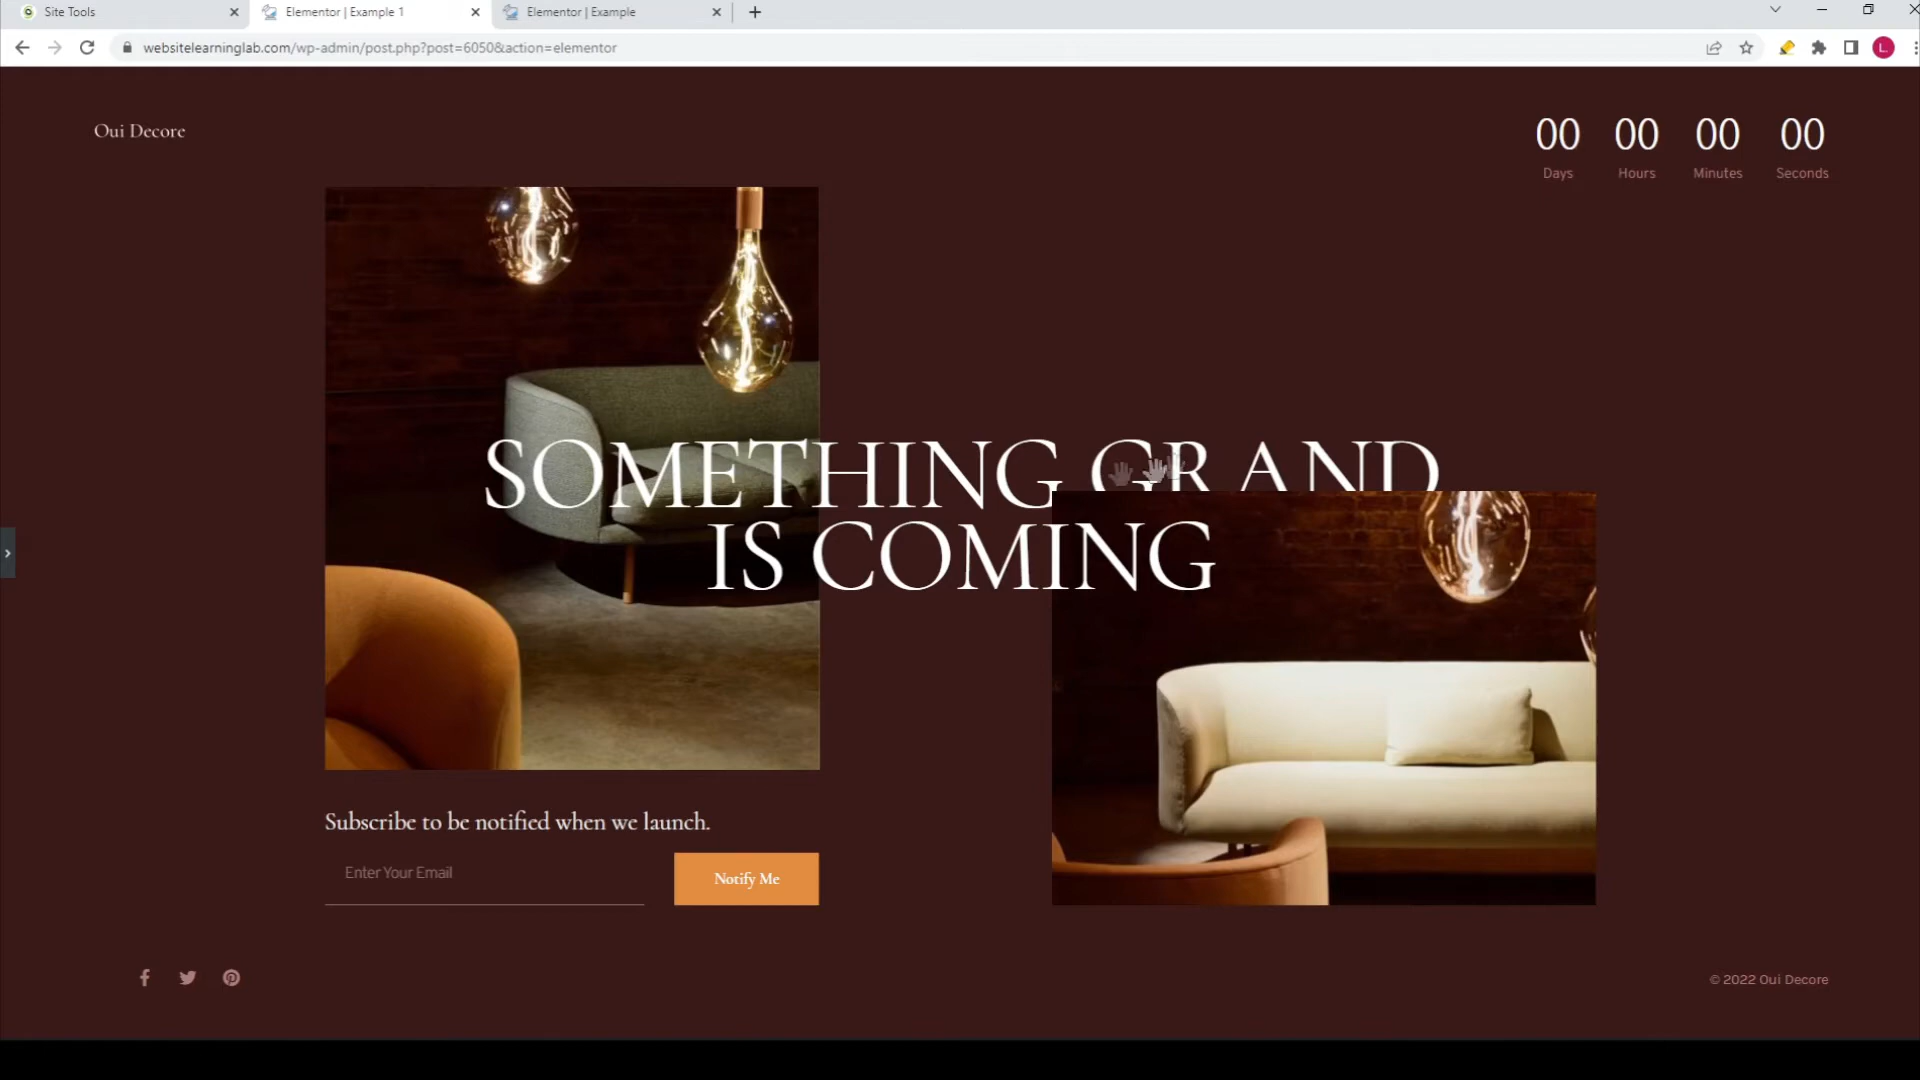 Site Tools
Elementor | Example 1
Elementor | Example
websitelearninglab.com/wp-admin/post.php?post=6050&action=elementor
L
Oui Decore
00 00 00 00
Days Hours Minutes Seconds
SOMETHING GRAND
IS COMING
Subscribe to be notified when we launch.
Enter Your Email
Notify Me
© 2022 Oui Decore